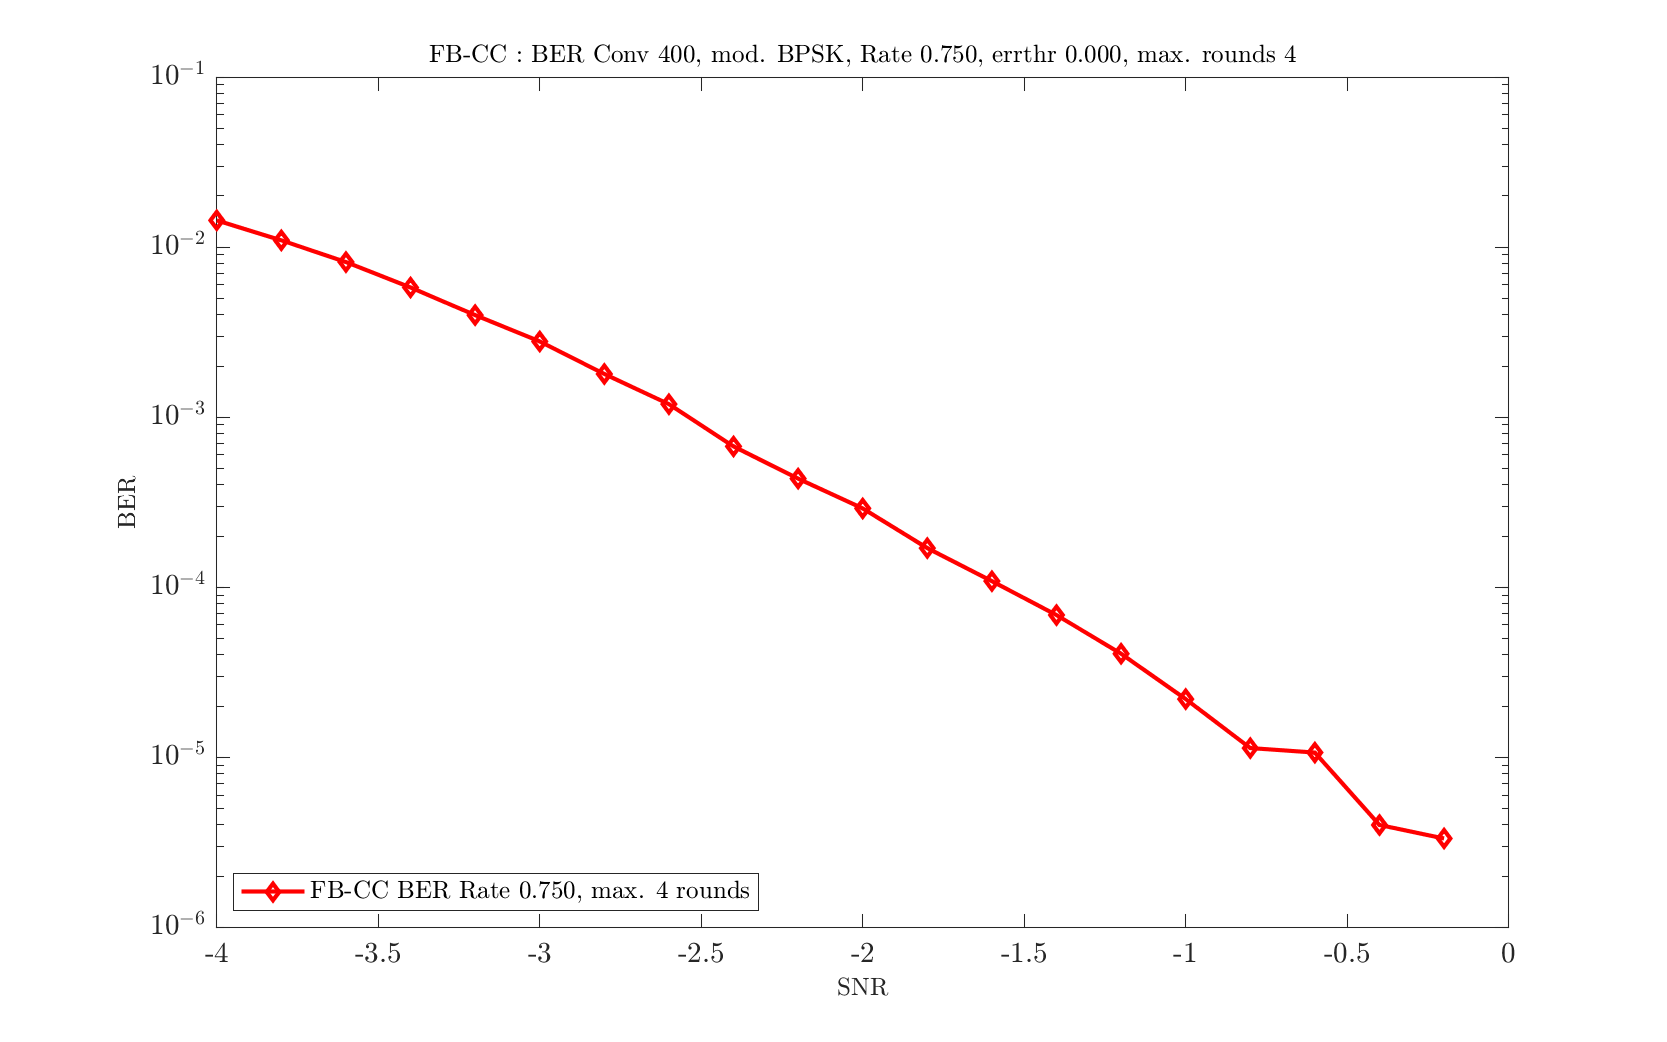 FB-CC : BER Conv 400, mod. BPSK, Rate 0.750, errthr 0.000, max. rounds 4
10^{-1}
10^{-2}
10^{-3}
10^{-4}
10^{-5}
10^{-6}
BER
FB-CC BER Rate 0.750, max. 4 rounds
-4 -3.5 -3 -2.5 -2 -1.5 -1 -0.5 0
SNR